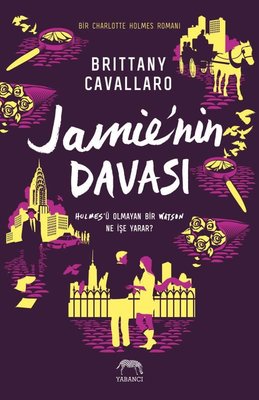 BİR CHARLOTTE HOLMES ROMANI
BRITTANY
CAVALLARO
Jamie'nin
DAVASI
HOLMES'Ü OLMAYAN BİR WATSON
NE İŞE YARAR?
YABANCI